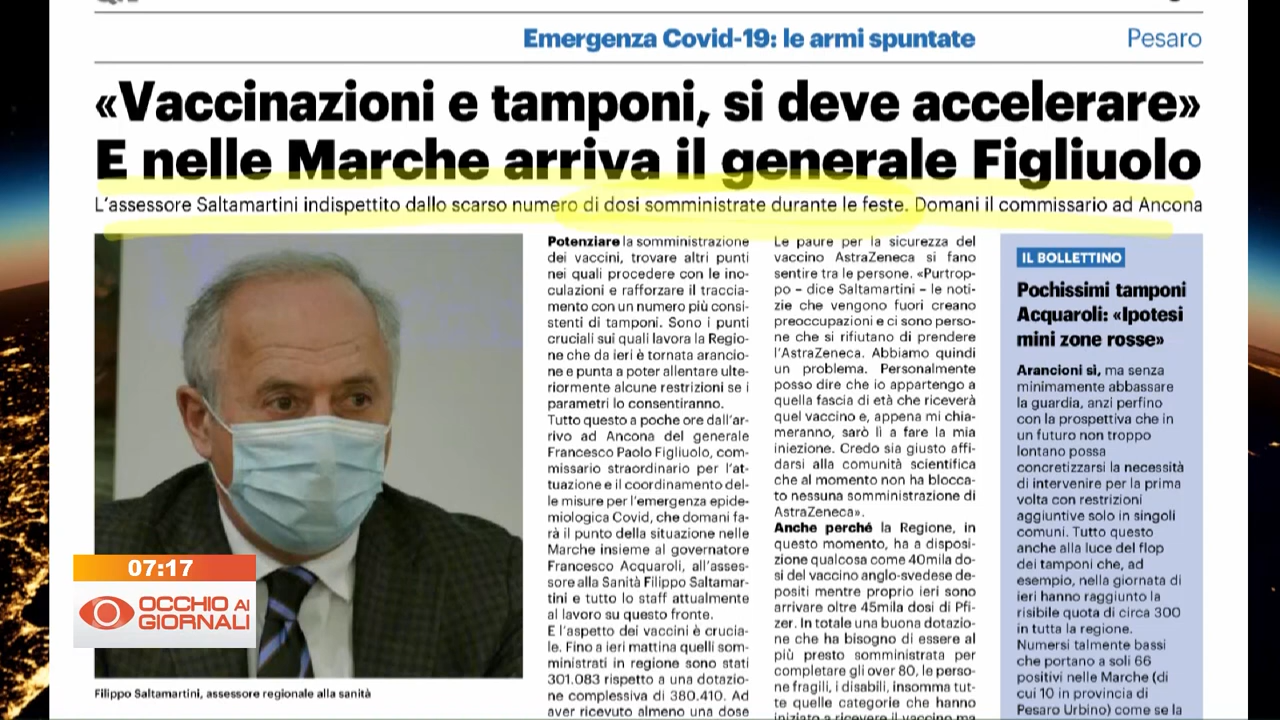 Emergenza Covid-19: le armi spuntate
Pesaro
«Vaccinazioni e tamponi, si deve accelerare»
E nelle Marche arriva il generale Figliuolo
L'assessore Saltamartini indispettito dallo scarso numero di dosi somministrate durante le feste. Domani il commissario ad Ancona
Potenziare la somministrazione
dei vaccini, trovare altri punti
nei quali procedere con le ino-
culazioni e rafforzare il traccia-
mento con un numero più consi-
stenti di tamponi. Sono i punti
cruciali sui quali lavora la Regio-
ne che da ieri è tornata arancio-
ne e punta a poter allentare ulte-
riormente alcune restrizioni se i
parametri lo consentiranno.
Tutto questo a poche ore dall'ar-
rivo ad Ancona del generale
Francesco Paolo Figliuolo, com-
missario straordinario per l'at-
tuazione e il coordinamento del-
le misure per l'emergenza epide-
miologica Covid, che domani fa-
rà il punto della situazione nelle
Marche insieme al governatore
Francesco Acquaroli, all'asses-
sore alla Sanità Filippo Saltamar-
tini e tutto lo staff attualmente
al lavoro su questo fronte.
E l'aspetto dei vaccini è crucia-
le. Fino a ieri mattina quelli som-
ministrati in regione sono stati
301.083 rispetto a una dotazio-
ne complessiva di 380.410. Ad
aver ricevuto almeno una dose
Le paure per la sicurezza del
vaccino AstraZeneca si fano
sentire tra le persone. «Purtrop-
po – dice Saltamartini – le noti-
zie che vengono fuori creano
preoccupazioni e ci sono perso-
ne che si rifiutano di prendere
l'AstraZeneca. Abbiamo quindi
un problema. Personalmente
posso dire che io appartengo a
quella fascia di età che riceverà
quel vaccino e, appena mi chia-
meranno, sarò lì a fare la mia
iniezione. Credo sia giusto affi-
darsi alla comunità scientifica
che al momento non ha blocca-
to nessuna somministrazione di
AstraZeneca».
Anche perché la Regione, in
questo momento, ha a disposi-
zione qualcosa come 40mila do-
si del vaccino anglo-svedese de-
positi mentre proprio ieri sono
arrivare oltre 45mila dosi di Pfi-
zer. In totale una buona dotazio-
ne che ha bisogno di essere al
più presto somministrata per
completare gli over 80, le perso-
ne fragili, i disabili, insomma tut-
te quelle categorie che hanno
iniziato a ricevere il vaccino ma
IL BOLLETTINO
Pochissimi tamponi
Acquaroli: «Ipotesi
mini zone rosse»
Arancioni sì, ma senza
minimamente abbassare
la guardia, anzi perfino
con la prospettiva che in
un futuro non troppo
lontano possa
concretizzarsi la necessità
di intervenire per la prima
volta con restrizioni
aggiuntive solo in singoli
comuni. Tutto questo
anche alla luce del flop
dei tamponi che, ad
esempio, nella giornata di
ieri hanno raggiunto la
risibile quota di circa 300
in tutta la regione.
Numersi talmente bassi
che portano a soli 66
positivi nelle Marche (di
cui 10 in provincia di
Pesaro Urbino) come se la
07:17
OCCHIO AI
GIORNALI
Filippo Saltamartini, assessore regionale alla sanità